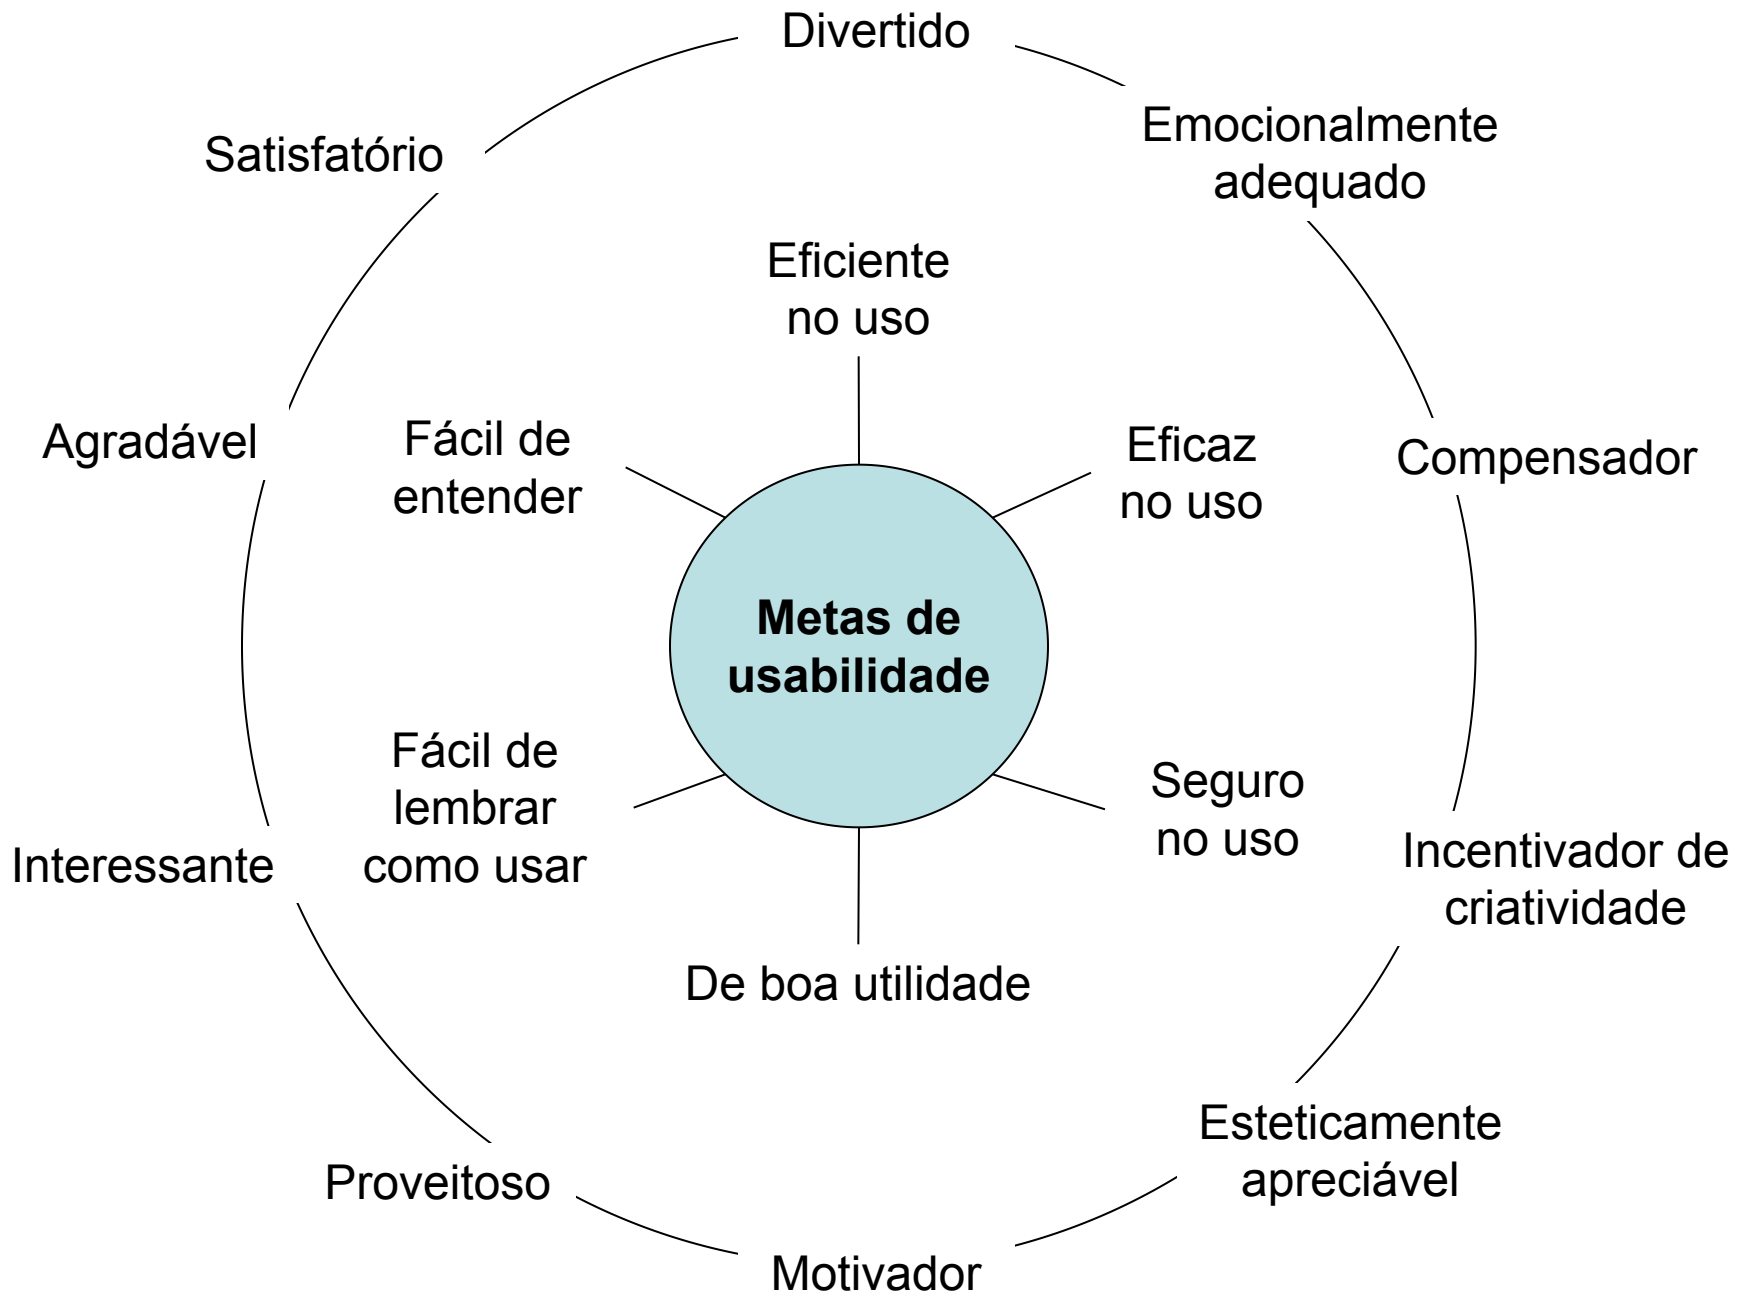 Divertido
Emocionalmente
adequado
Satisfatório
Eficiente
no uso
Agradável
Fácil de
entender
Eficaz
no uso
Compensador
Metas de
usabilidade
Fácil de
lembrar
como usar
Seguro
no uso
Interessante
Incentivador de
criatividade
De boa utilidade
Esteticamente
apreciável
Proveitoso
Motivador